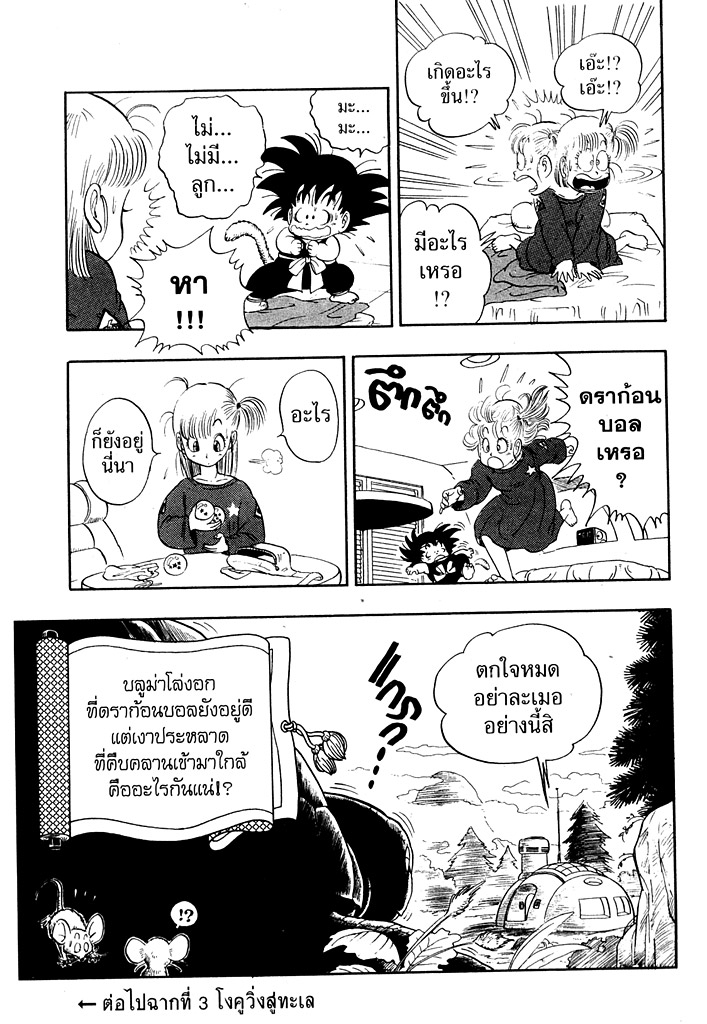 เอ๊ะ!?
เอ๊ะ!?
เกิดอะไร
ขึ้น!?
มีอะไร
เหรอ
!?
มะ...
มะ...
ไม่...
ไม่มี...
ลูก...
หา
!!!
ดราก้อน
บอล
เหรอ
?
ตึก
ตึก
อะไร
ก็ยังอยู่
นี่นา
ตกใจหมด
อย่าละเมอ
อย่างนี้สิ
แกรก
...
บลูม่าโล่งอก
ที่ดราก้อนบอลยังอยู่ดี
แต่เงาประหลาด
ที่คืบคลานเข้ามาใกล้
คืออะไรกันแน่!?
!?
← ต่อไปฉากที่ 3 โงคูวิ่งสู่ทะเล